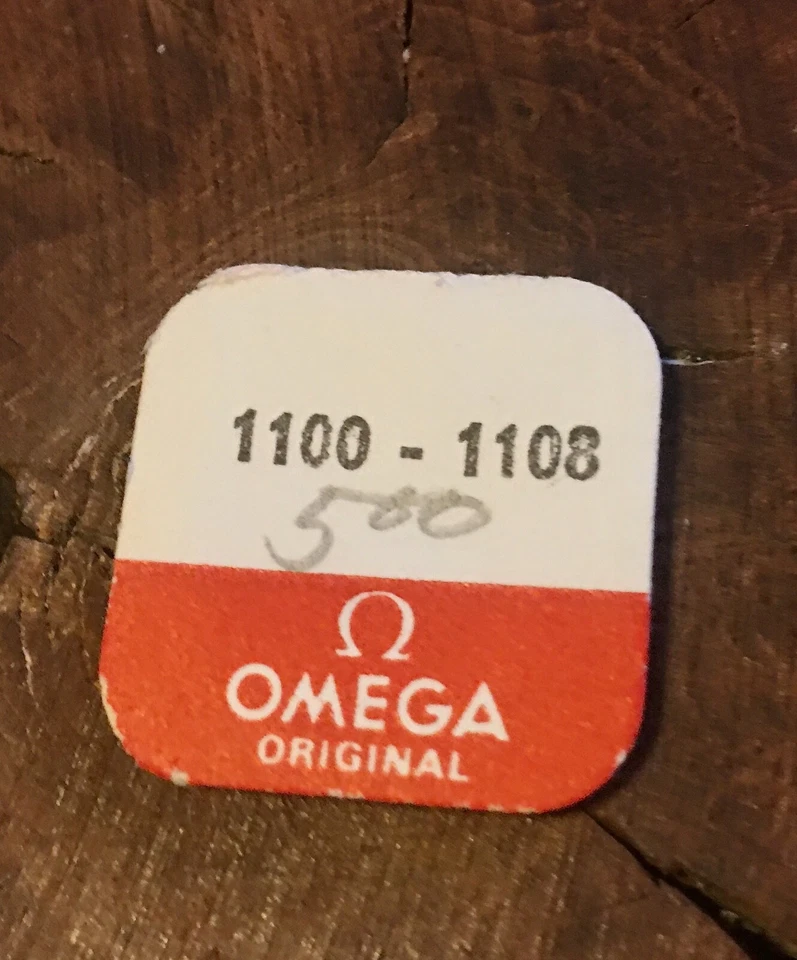 1100 - 1108
500
Ω
OMEGA
ORIGINAL